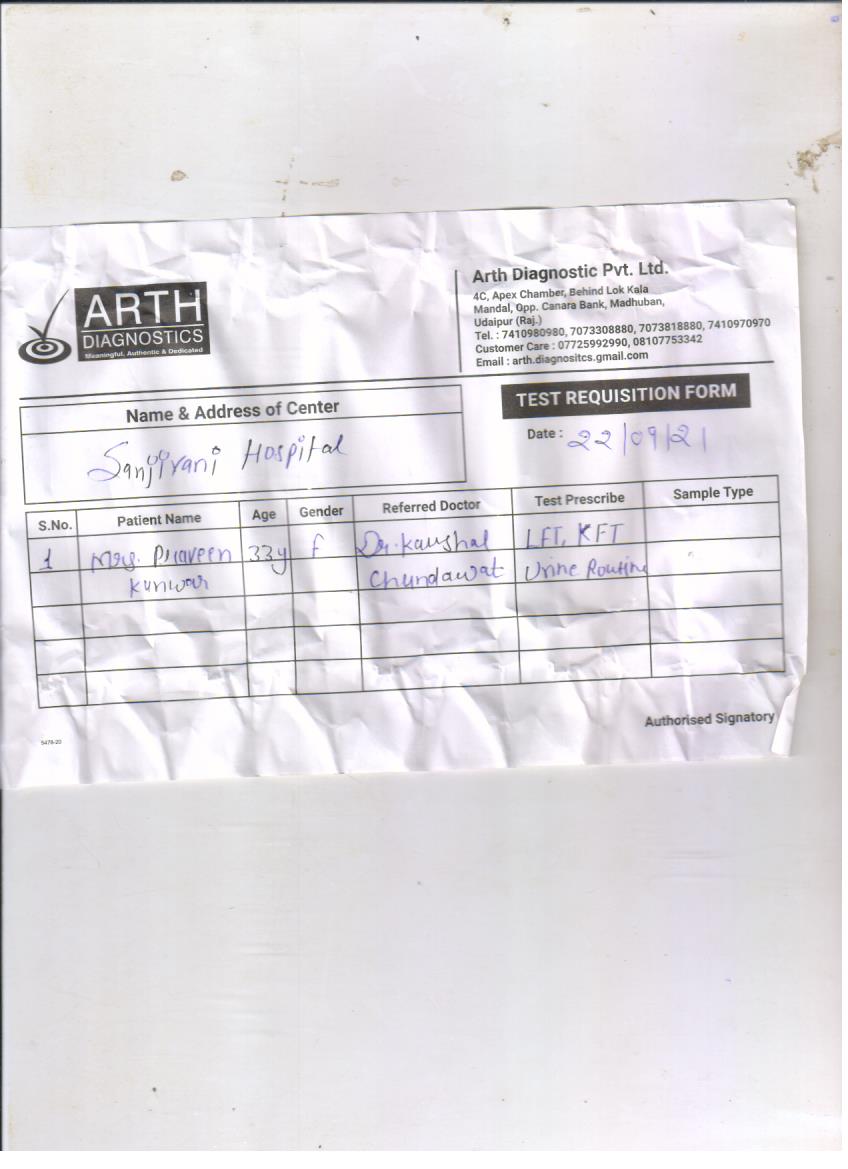 ARTH
DIAGNOSTICS
Meaningful, Authentic & Dedicated
Arth Diagnostic Pvt. Ltd.
4C, Apex Chamber, Behind Lok Kala
Mandal, Opp. Canara Bank, Madhuban,
Udaipur (Raj.)
Tel. : 7410980980, 7073308880, 7073818880, 7410970970
Customer Care : 07725992990, 08107753342
Email : arth.diagnositcs.gmail.com
TEST REQUISITION FORM
Name & Address of Center
Date : 22/09/21
Sanjivani Hospital
S.No. Patient Name Age Gender Referred Doctor Test Prescribe Sample Type
1 Mrs. Praveen 33y f Dr. Kaushal LFT, KFT
Kunwar Chundawat Urine Routine
Authorised Signatory
5478-20